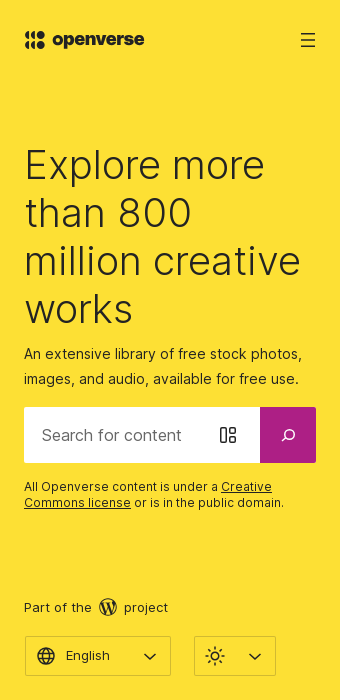 openverse
Explore more
than 800
million creative
works
An extensive library of free stock photos,
images, and audio, available for free use.
Search for content
All Openverse content is under a Creative
Commons license or is in the public domain.
Part of the project
English